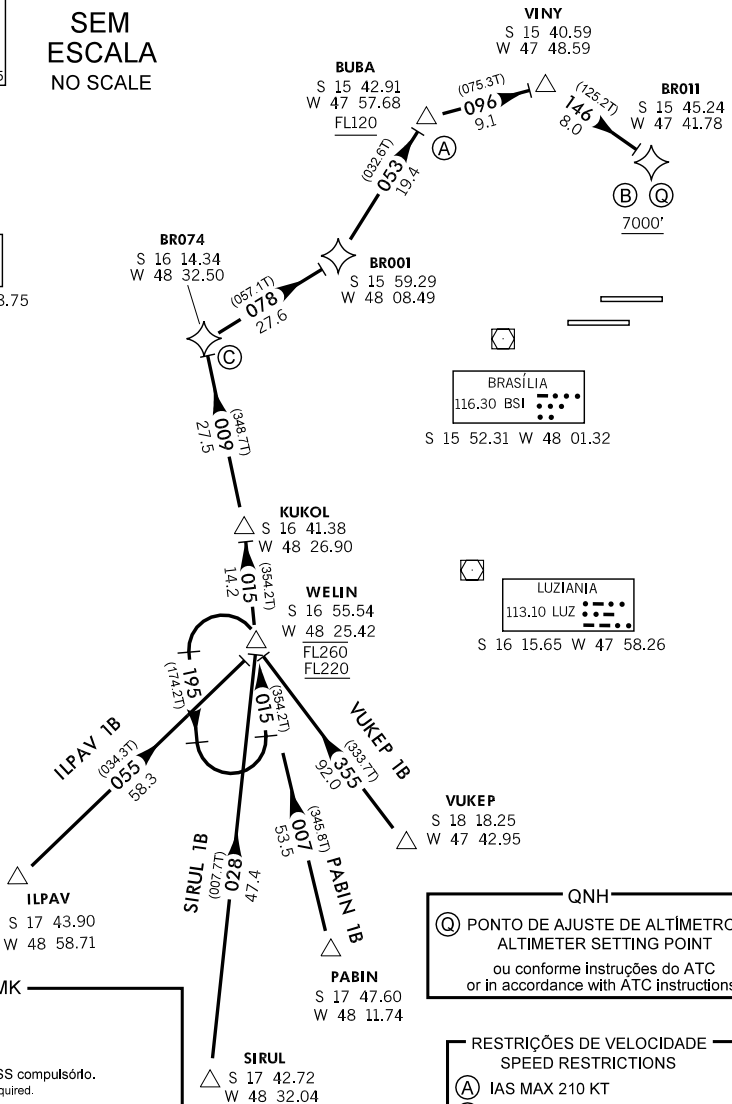 SEM
ESCALA
NO SCALE
VINY
S 15 40.59
W 47 48.59
BUBA
S 15 42.91
W 47 57.68
FL120
(075.3T)
096
9.1
(125.2T)
146
8.0
BR011
S 15 45.24
W 47 41.78
A
(032.6T)
053
19.4
B Q
7000'
BR074
S 16 14.34
W 48 32.50
BR001
S 15 59.29
W 48 08.49
(057.1T)
078
27.6
3.75
C
BRASÍLIA
116.30 BSI
S 15 52.31 W 48 01.32
(348.7T)
009
27.5
KUKOL
S 16 41.38
W 48 26.90
(354.2T)
015
14.2
WELIN
S 16 55.54
W 48 25.42
FL260
FL220
LUZIANIA
113.10 LUZ
S 16 15.65 W 47 58.26
195
(174.2T)
(354.2T)
015
ILPAV 1B
(034.3T)
055
58.3
VUKEP 1B
(333.7T)
355
92.0
VUKEP
S 18 18.25
W 47 42.95
SIRUL 1B
(007.7T)
028
47.4
(345.8T)
007
53.5
PABIN 1B
ILPAV
S 17 43.90
W 48 58.71
PABIN
S 17 47.60
W 48 11.74
QNH
Q PONTO DE AJUSTE DE ALTÍMETRO
ALTIMETER SETTING POINT
ou conforme instruções do ATC
or in accordance with ATC instructions
MK
SS compulsório.
quired.
SIRUL
S 17 42.72
W 48 32.04
RESTRIÇÕES DE VELOCIDADE
SPEED RESTRICTIONS
A IAS MAX 210 KT